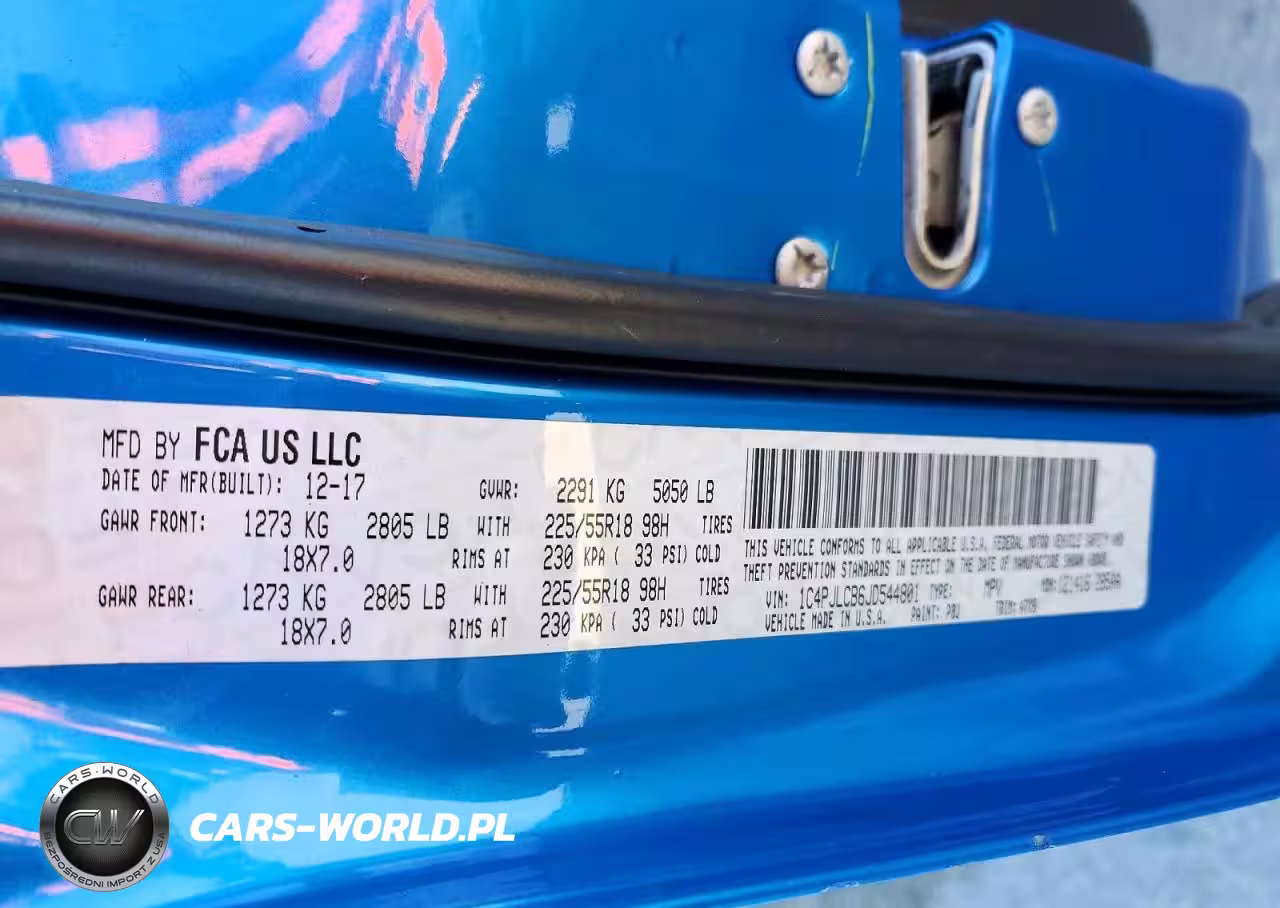 MFD BY FCA US LLC
DATE OF MFR(BUILT): 12-17 GVWR: 2291 KG 5050 LB
GAWR FRONT: 1273 KG 2805 LB WITH 225/55R18 98H TIRES
18X7.0 RIMS AT 230 KPA ( 33 PSI) COLD
GAWR REAR: 1273 KG 2805 LB WITH 225/55R18 98H TIRES
18X7.0 RIMS AT 230 KPA ( 33 PSI) COLD
THIS VEHICLE CONFORMS TO ALL APPLICABLE U.S.A. FEDERAL MOTOR VEHICLE SAFETY AND
THEFT PREVENTION STANDARDS IN EFFECT ON THE DATE OF MANUFACTURE SHOWN ABOVE.
VIN: 1C4PJLCB6JD544801 TYPE: MPV
VEHICLE MADE IN U.S.A. PAINT: PBJ TRIM:
CARS-WORLD
CW
BEZPOŚREDNI IMPORT Z USA
CARS-WORLD.PL